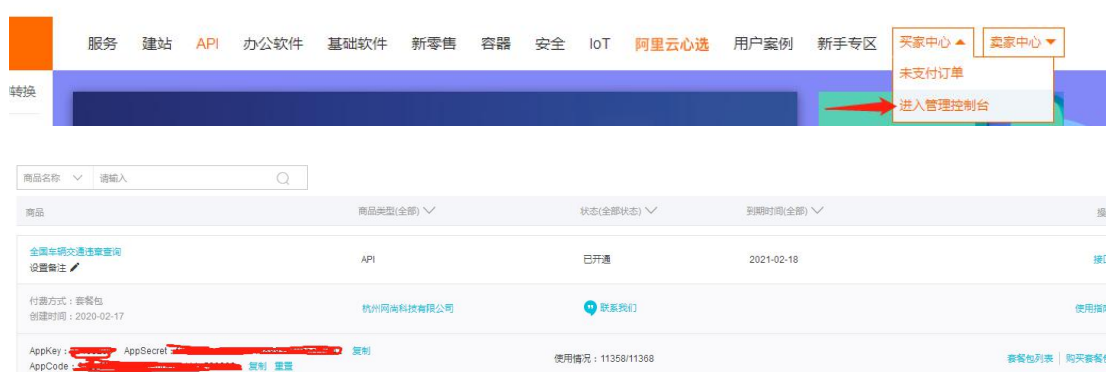 服务 建站 API 办公软件 基础软件 新零售 容器 安全 IoT 阿里云心选 用户案例 新手专区 买家中心 卖家中心
未支付订单
转换
进入管理控制台
商品名称 请输入
商品 商品类型(全部) 状态(全部状态) 到期时间(全部)
全国车辆交通违章查询
设置备注 API 已开通 2021-02-18
付费方式：套餐包
创建时间：2020-02-17 杭州网尚科技有限公司 联系我们 使用指
AppKey： AppSecret 复制
AppCode： 复制 重置 使用情况：11358/11368 套餐包列表 购买套餐